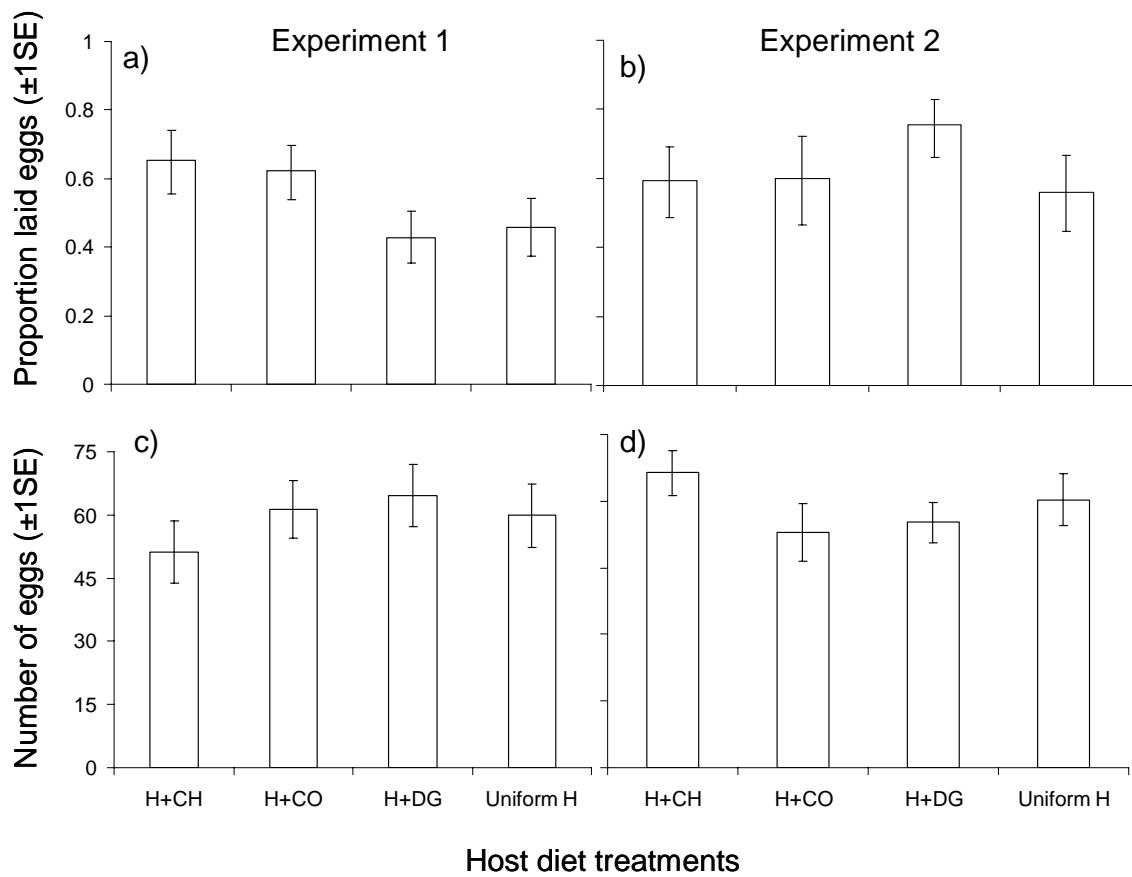 Experiment 1
Experiment 2
a)
b)
Proportion laid eggs (±1SE)
1
0.8
0.6
0.4
0.2
0
c)
d)
Number of eggs (±1SE)
75
60
45
30
15
0
H+CH H+CO H+DG Uniform H
H+CH H+CO H+DG Uniform H
Host diet treatments